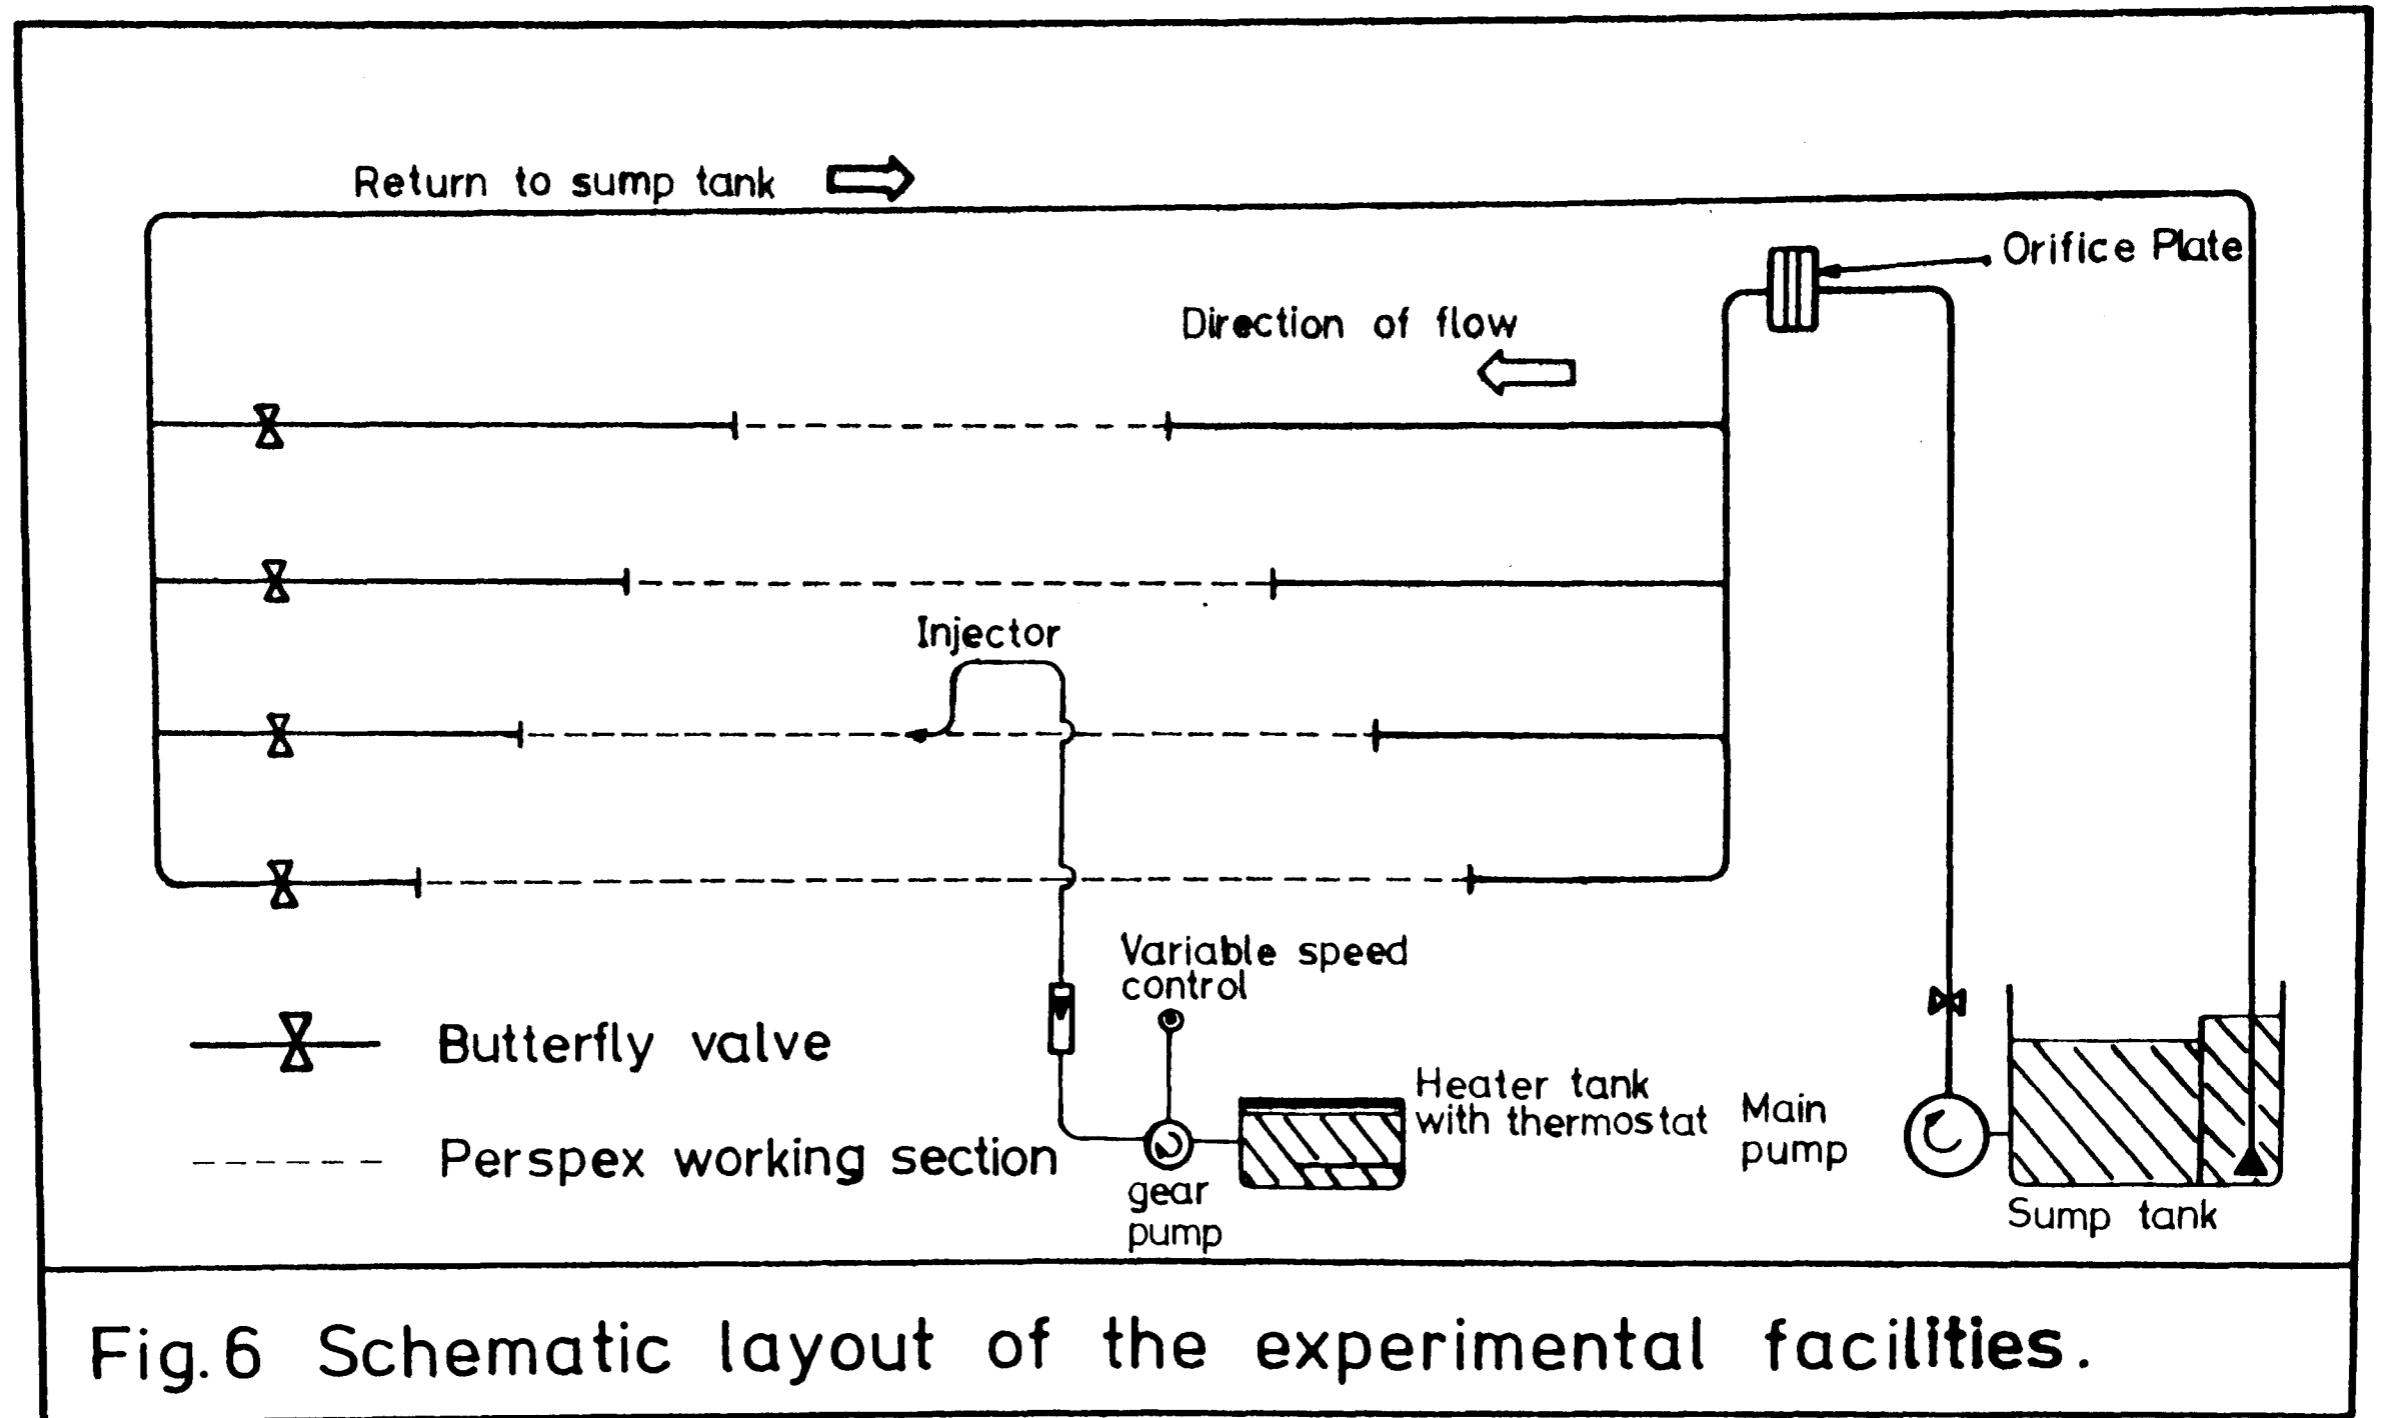 Return to sump tank
Orifice Plate
Direction of flow
Injector
Variable speed
control
Butterfly valve
Heater tank
with thermostat
Main
pump
Perspex working section
gear
pump
Sump tank
Fig.6 Schematic layout of the experimental facilities.